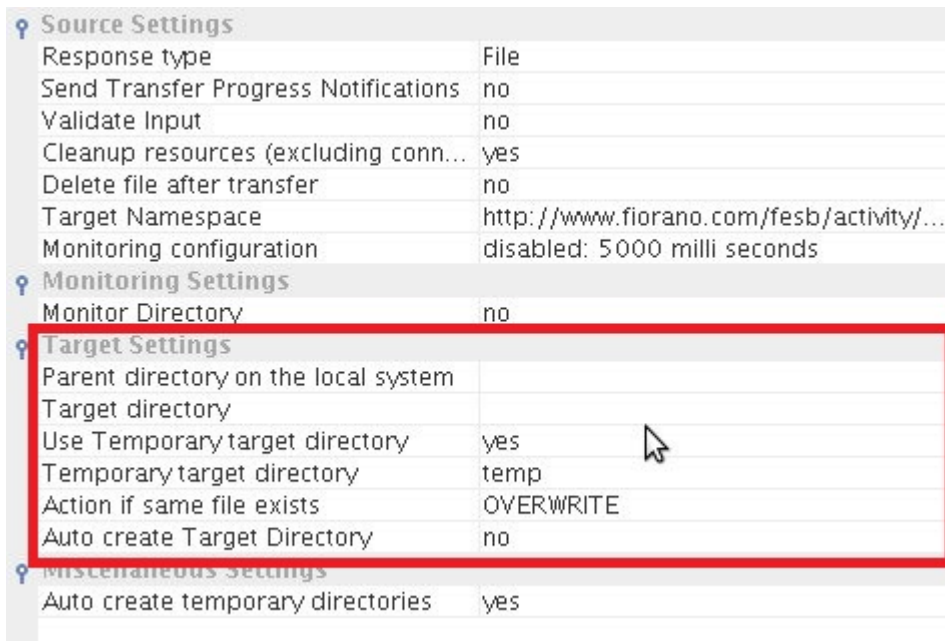 Source Settings
Response type File
Send Transfer Progress Notifications no
Validate Input no
Cleanup resources (excluding conn... yes
Delete file after transfer no
Target Namespace http://www.fiorano.com/fesb/activity/...
Monitoring configuration disabled: 5000 milli seconds
Monitoring Settings
Monitor Directory no
Target Settings
Parent directory on the local system
Target directory
Use Temporary target directory yes
Temporary target directory temp
Action if same file exists OVERWRITE
Auto create Target Directory no
Miscellaneous Settings
Auto create temporary directories yes